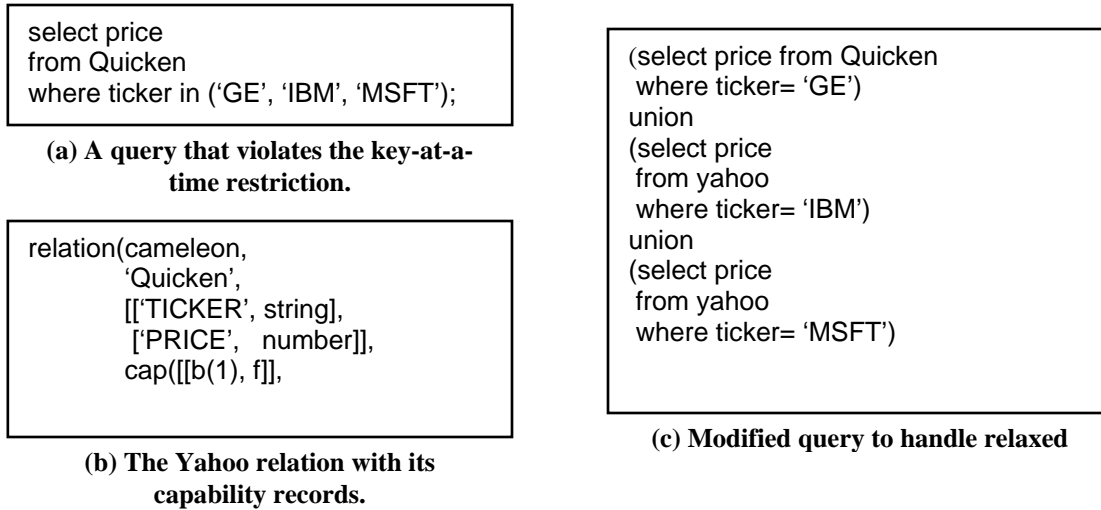 select price
from Quicken
where ticker in (‘GE’, ‘IBM’, ‘MSFT’);
(a) A query that violates the key-at-a-
time restriction.
relation(cameleon,
‘Quicken’,
[[‘TICKER’, string],
[‘PRICE’, number]],
cap([[b(1), f]],
(b) The Yahoo relation with its
capability records.
(select price from Quicken
where ticker= ‘GE’)
union
(select price
from yahoo
where ticker= ‘IBM’)
union
(select price
from yahoo
where ticker= ‘MSFT’)
(c) Modified query to handle relaxed